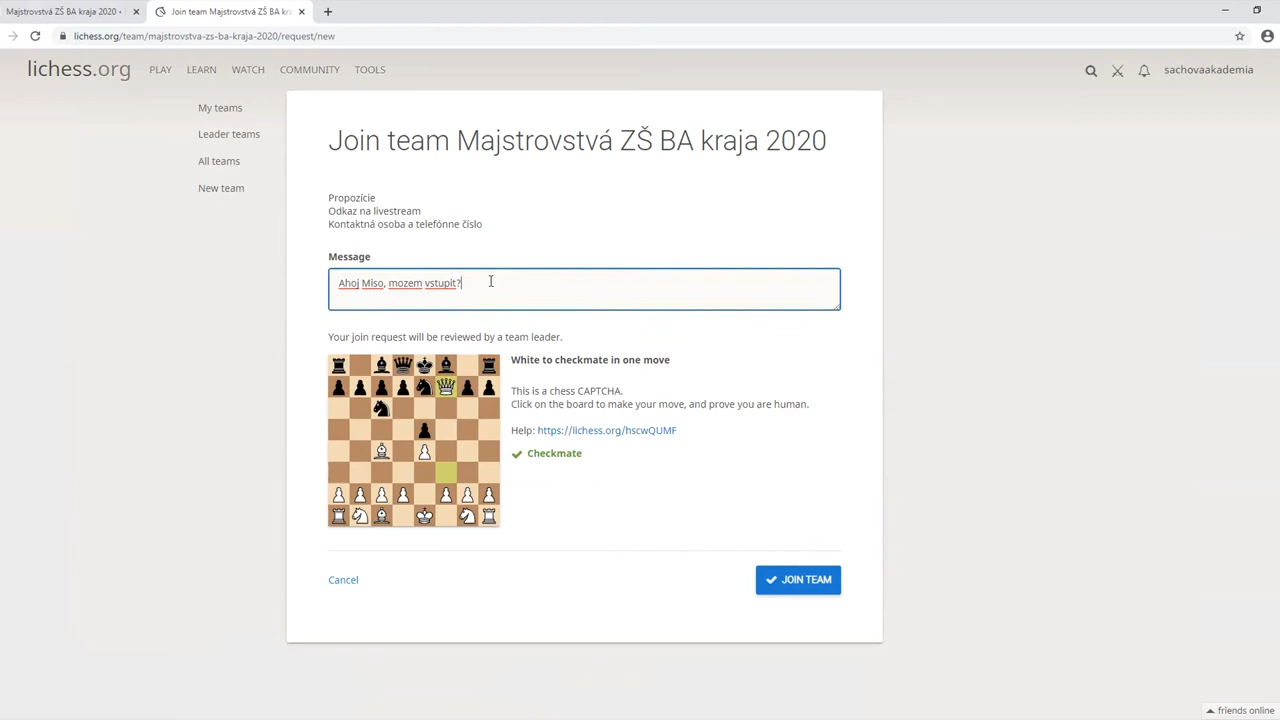 Majstrovstvá ZŠ BA kraja 2020 •
Join team Majstrovstvá ZŠ BA kra
lichess.org/team/majstrovstva-zs-ba-kraja-2020/request/new
lichess.org
PLAY
LEARN
WATCH
COMMUNITY
TOOLS
sachovaakademia
My teams
Leader teams
All teams
New team
Join team Majstrovstvá ZŠ BA kraja 2020
Propozície
Odkaz na livestream
Kontaktná osoba a telefónne číslo
Message
Ahoj Miso, mozem vstupit?
Your join request will be reviewed by a team leader.
White to checkmate in one move
This is a chess CAPTCHA.
Click on the board to make your move, and prove you are human.
Help: https://lichess.org/hscwQUMF
Checkmate
Cancel
JOIN TEAM
friends online